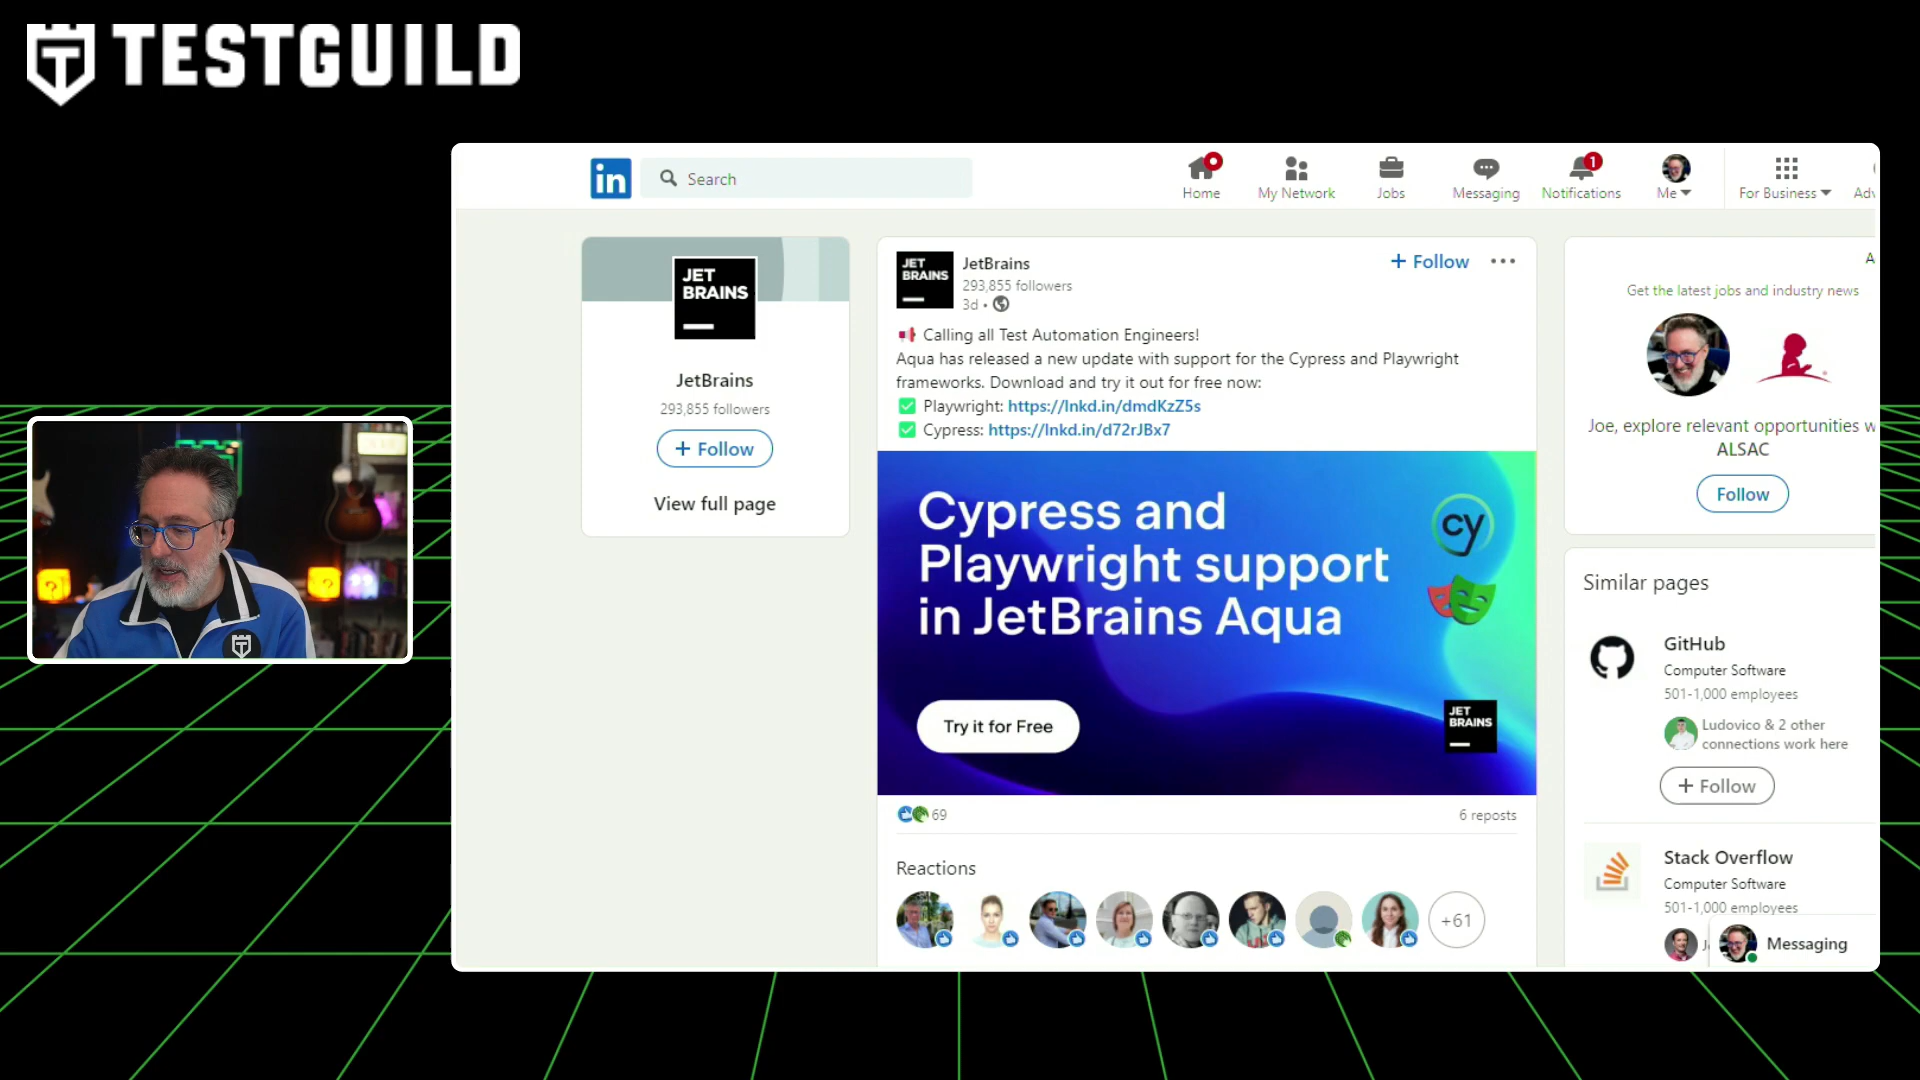 TESTGUILD
in
Search
Home
My Network
Jobs
Messaging
1
Notifications
Me
For Business
Adv
JET
BRAINS
JetBrains
293,855 followers
+ Follow
View full page
JET
BRAINS
JetBrains
293,855 followers
3d •
+ Follow
📢 Calling all Test Automation Engineers!
Aqua has released a new update with support for the Cypress and Playwright
frameworks. Download and try it out for free now:
✅ Playwright: https://lnkd.in/dmdKzZ5s
✅ Cypress: https://lnkd.in/d72rJBx7
Cypress and
Playwright support
in JetBrains Aqua
cy
Try it for Free
JET
BRAINS
69
6 reposts
Reactions
+61
A
Get the latest jobs and industry news
Joe, explore relevant opportunities w
ALSAC
Follow
Similar pages
GitHub
Computer Software
501-1,000 employees
Ludovico & 2 other
connections work here
+ Follow
Stack Overflow
Computer Software
501-1,000 employees
Messaging